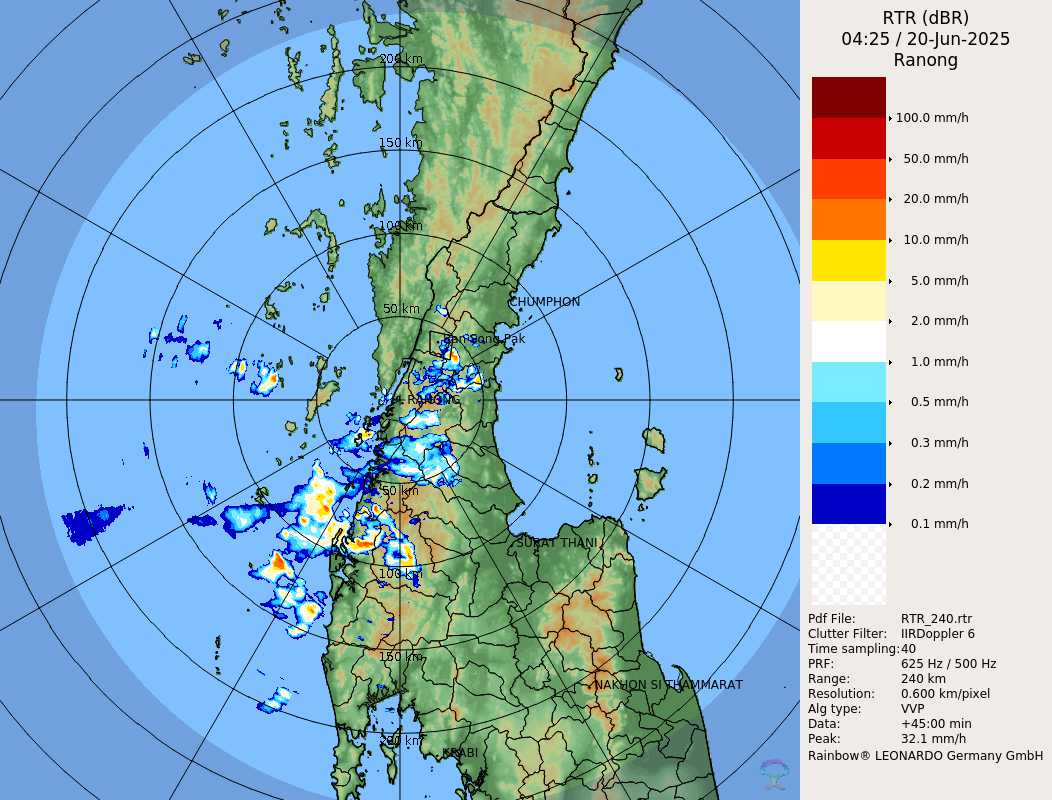 RTR (dBR)
04:25 / 20-Jun-2025
Ranong
100.0 mm/h
50.0 mm/h
20.0 mm/h
10.0 mm/h
5.0 mm/h
2.0 mm/h
1.0 mm/h
0.5 mm/h
0.3 mm/h
0.2 mm/h
0.1 mm/h
Pdf File: RTR_240.rtr
Clutter Filter: IIRDoppler 6
Time sampling: 40
PRF: 625 Hz / 500 Hz
Range: 240 km
Resolution: 0.600 km/pixel
Alg type: VVP
Data: +45:00 min
Peak: 32.1 mm/h
Rainbow® LEONARDO Germany GmbH
200 km
150 km
100 km
50 km
CHUMPHON
RANONG
50 km
SURAT THANI
100 km
150 km
NAKHON SI THAMMARAT
200 km
KRABI